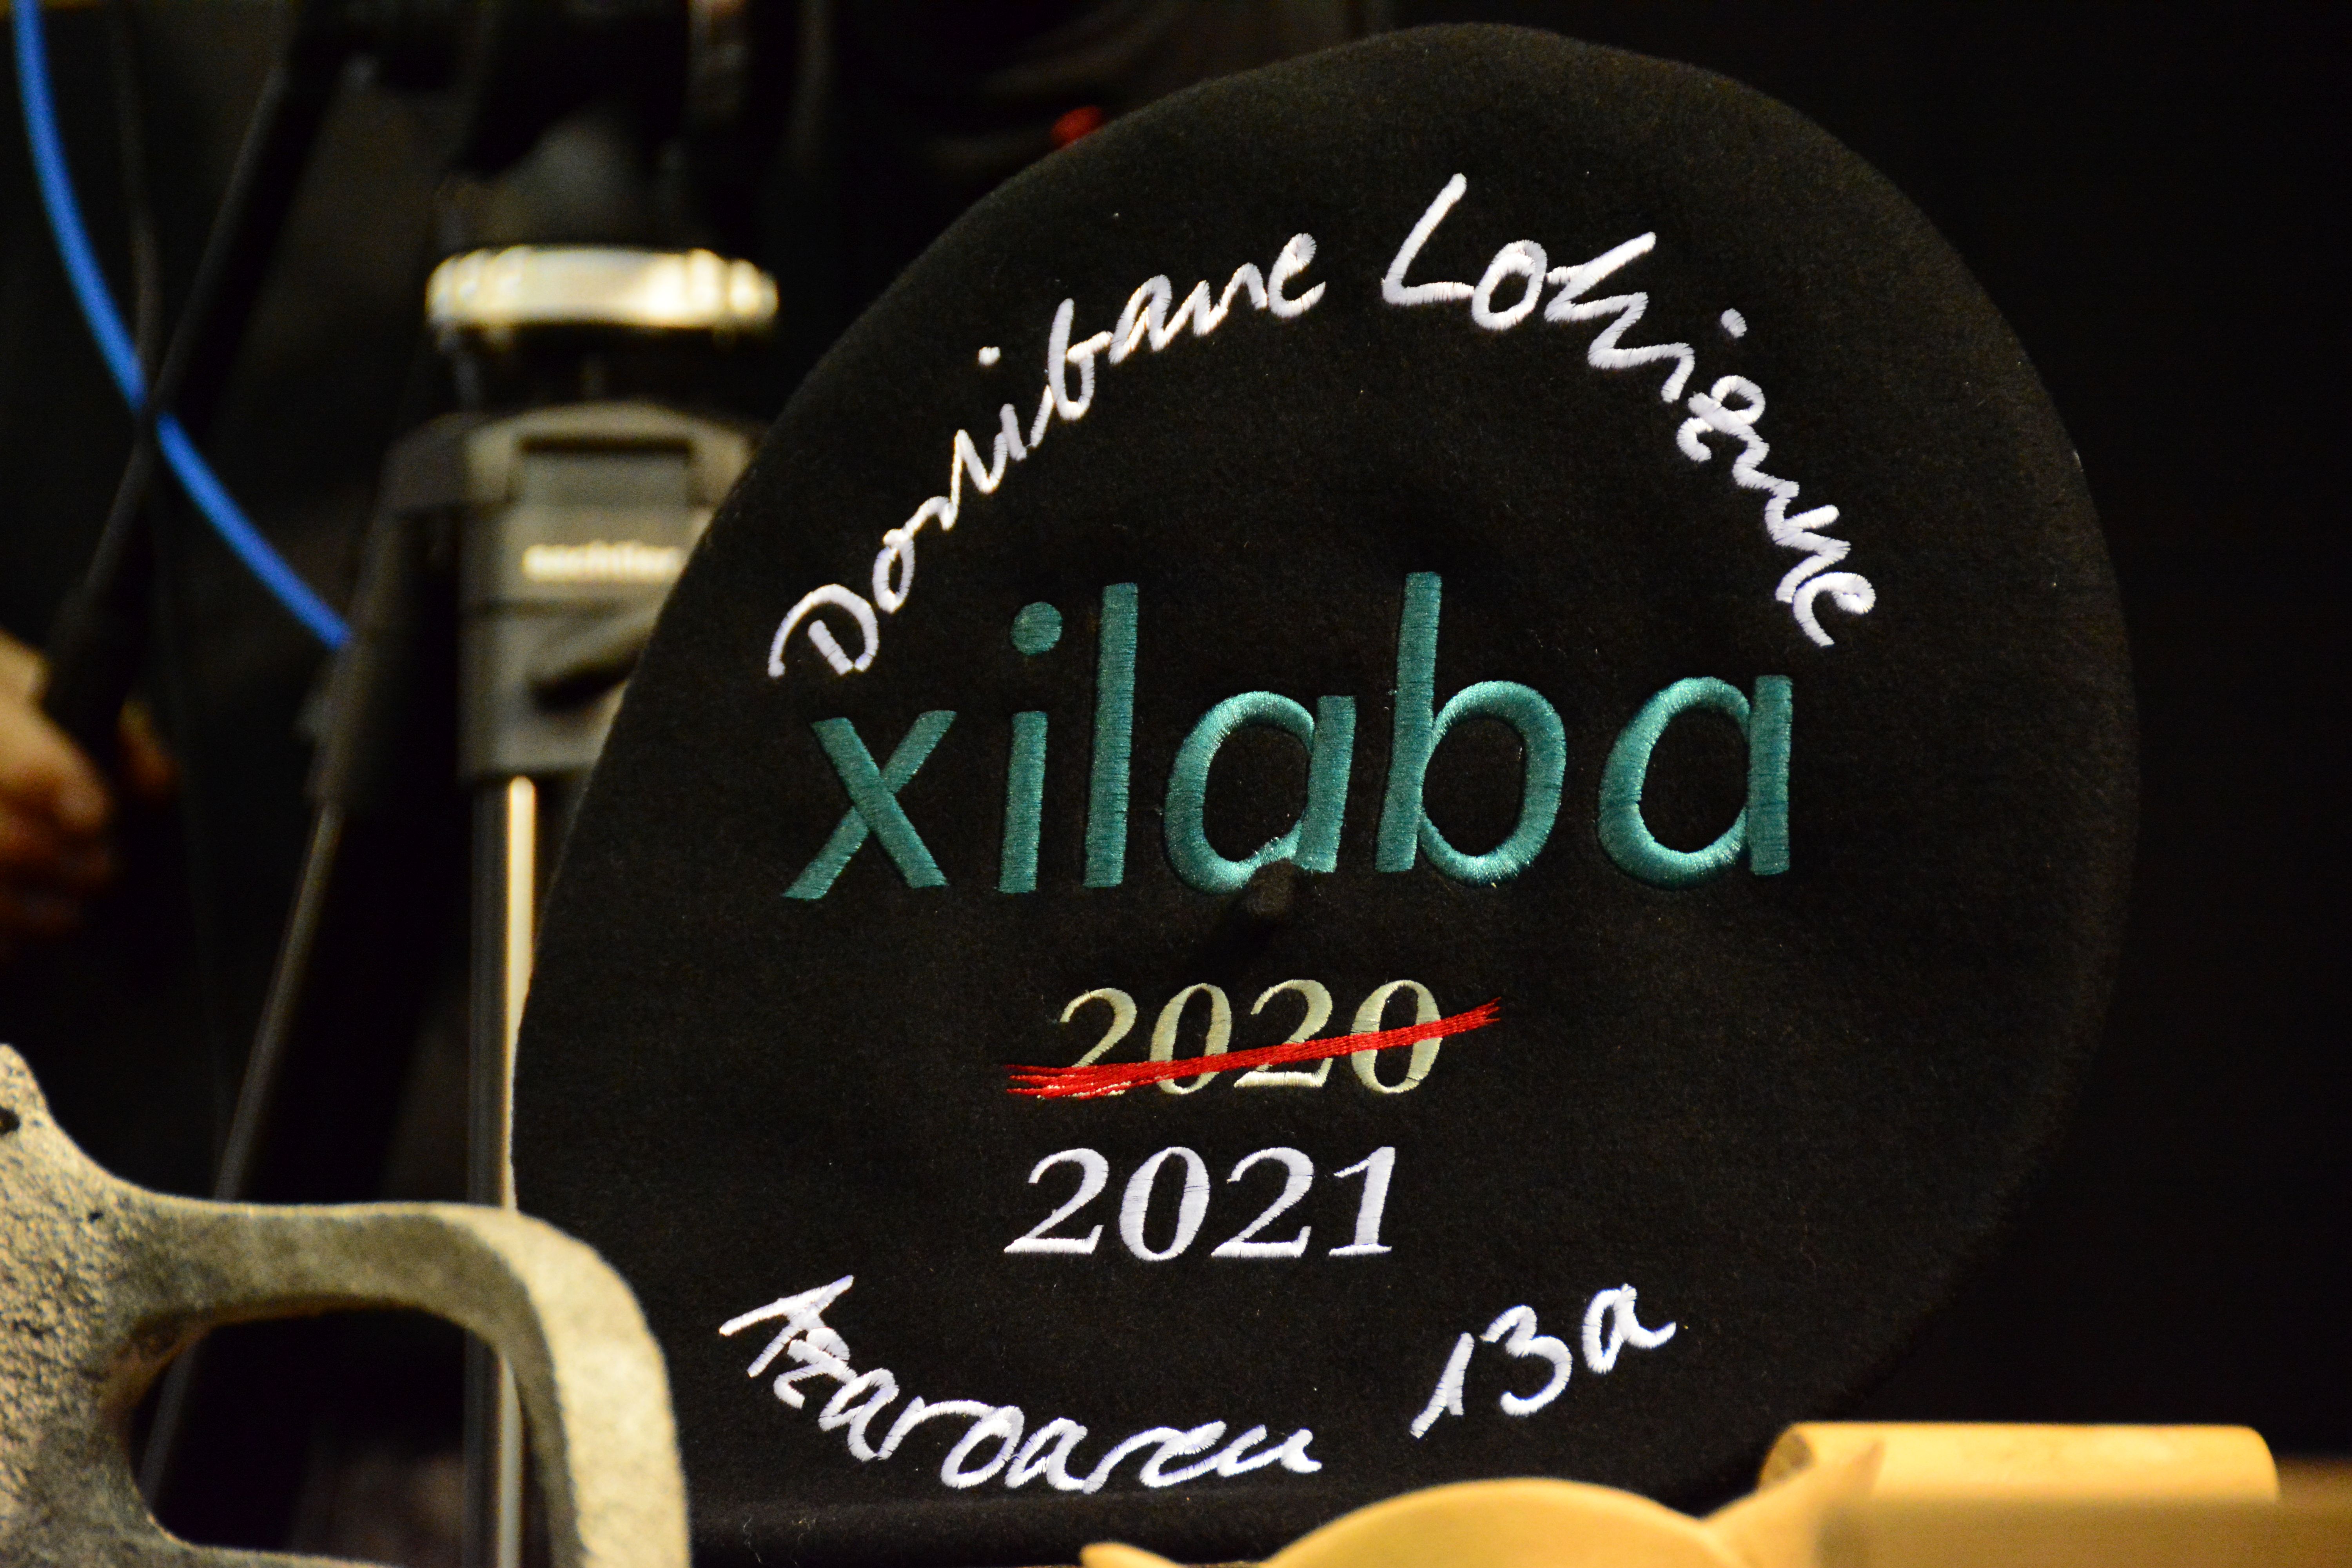 Donibane Lohizune
xilaba
2020
2021
Azaroaren 13a